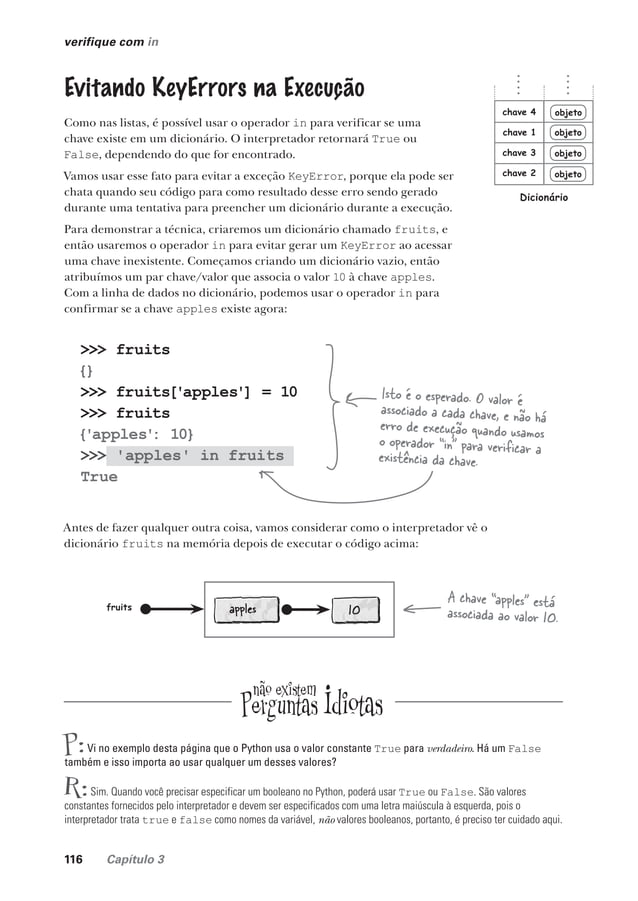 verifique com in
Evitando KeyErrors na Execução
Como nas listas, é possível usar o operador in para verificar se uma
chave existe em um dicionário. O interpretador retornará True ou
False, dependendo do que for encontrado.
Vamos usar esse fato para evitar a exceção KeyError, porque ela pode ser
chata quando seu código para como resultado desse erro sendo gerado
durante uma tentativa para preencher um dicionário durante a execução.
Para demonstrar a técnica, criaremos um dicionário chamado fruits, e
então usaremos o operador in para evitar gerar um KeyError ao acessar
uma chave inexistente. Começamos criando um dicionário vazio, então
atribuímos um par chave/valor que associa o valor 10 à chave apples.
Com a linha de dados no dicionário, podemos usar o operador in para
confirmar se a chave apples existe agora:
chave 4 objeto
chave 1 objeto
chave 3 objeto
chave 2 objeto
Dicionário
>>> fruits
{}
>>> fruits['apples'] = 10
>>> fruits
{'apples': 10}
>>> 'apples' in fruits
True
Isto é o esperado. O valor é
associado a cada chave, e não há
erro de execução quando usamos
o operador “in” para verificar a
existência da chave.
Antes de fazer qualquer outra coisa, vamos considerar como o interpretador vê o
dicionário fruits na memória depois de executar o código acima:
fruits
apples
10
A chave “apples” está
associada ao valor 10.
não existem
Perguntas Idiotas
P: Vi no exemplo desta página que o Python usa o valor constante True para verdadeiro. Há um False
também e isso importa ao usar qualquer um desses valores?
R: Sim. Quando você precisar especificar um booleano no Python, poderá usar True ou False. São valores
constantes fornecidos pelo interpretador e devem ser especificados com uma letra maiúscula à esquerda, pois o
interpretador trata true e false como nomes da variável, não valores booleanos, portanto, é preciso ter cuidado aqui.
116 Capítulo 3